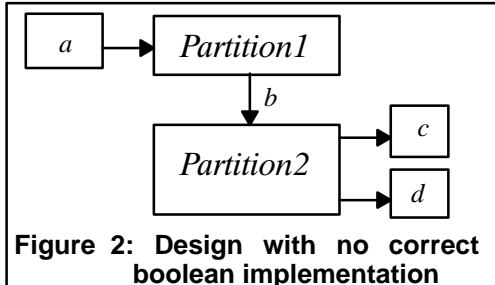 a
Partition1
b
Partition2
c
d
Figure 2: Design with no correct
boolean implementation